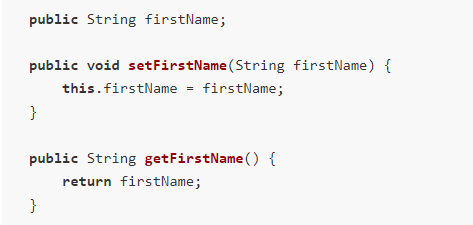 public String firstName;
public void setFirstName(String firstName) {
    this.firstName = firstName;
}
public String getFirstName() {
    return firstName;
}